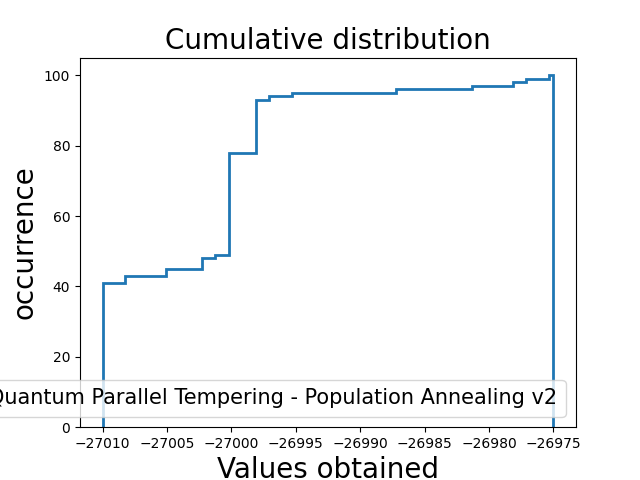 Cumulative distribution
occurrence
100
80
60
40
20
0
Quantum Parallel Tempering - Population Annealing v2
−27010 −27005 −27000 −26995 −26990 −26985 −26980 −26975
Values obtained